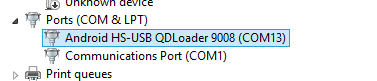 Unknown device
Ports (COM & LPT)
Android HS-USB QDLoader 9008 (COM13)
Communications Port (COM1)
Print queues